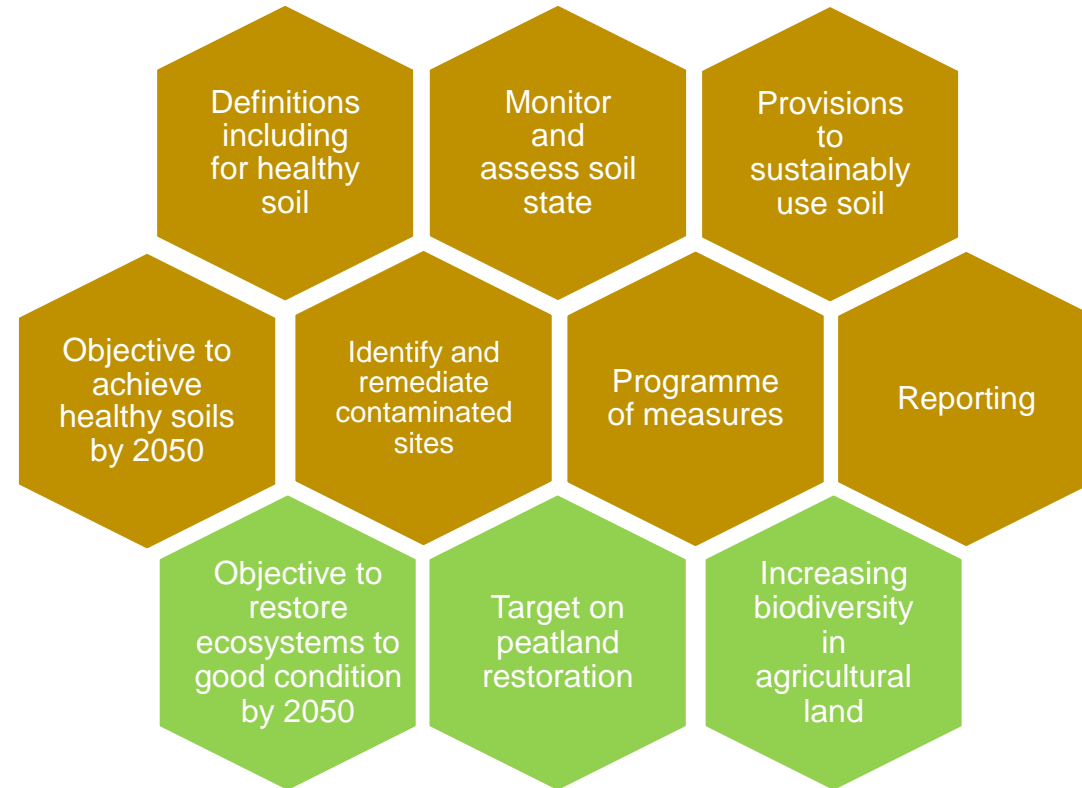 Definitions
including
for healthy
soil
Monitor
and
assess soil
state
Provisions
to
sustainably
use soil
Objective to
achieve
healthy soils
by 2050
Identify and
remediate
contaminated
sites
Programme
of measures
Reporting
Objective to
restore
ecosystems to
good condition
by 2050
Target on
peatland
restoration
Increasing
biodiversity
in
agricultural
land